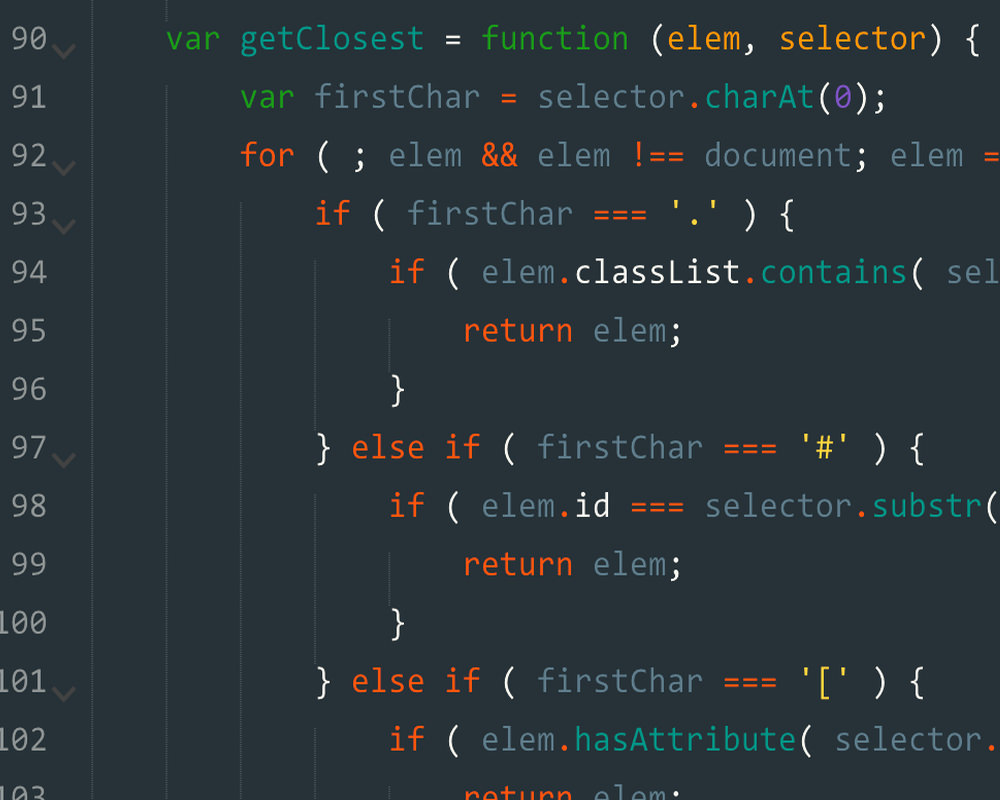 90 var getClosest = function (elem, selector) {
91 var firstChar = selector.charAt(0);
92 for ( ; elem && elem !== document; elem =
93 if ( firstChar === '.' ) {
94 if ( elem.classList.contains( sel
95 return elem;
96 }
97 } else if ( firstChar === '#' ) {
98 if ( elem.id === selector.substr(
99 return elem;
100 }
101 } else if ( firstChar === '[' ) {
102 if ( elem.hasAttribute( selector.
103 return elem;